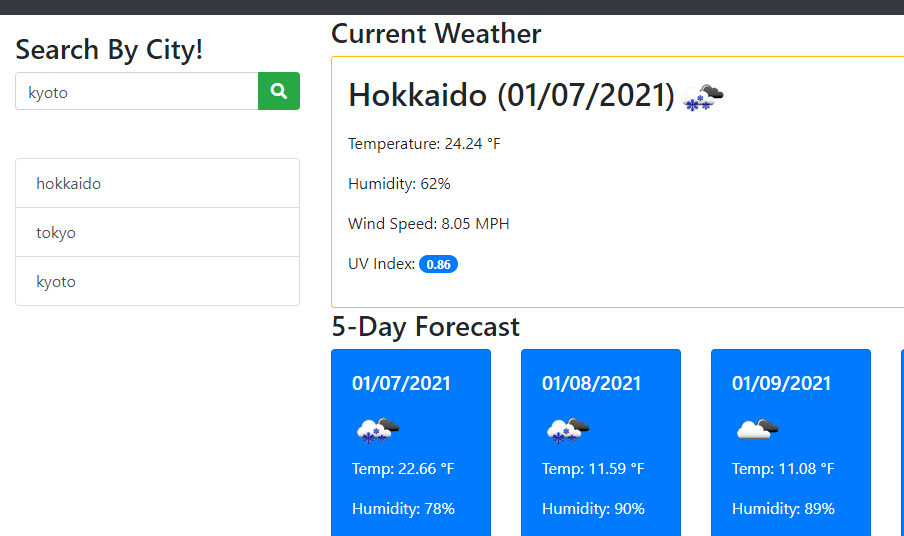 Search By City!
kyoto
hokkaido
tokyo
kyoto
Current Weather
Hokkaido (01/07/2021)
Temperature: 24.24 °F
Humidity: 62%
Wind Speed: 8.05 MPH
UV Index: 0.86
5-Day Forecast
01/07/2021
Temp: 22.66 °F
Humidity: 78%
01/08/2021
Temp: 11.59 °F
Humidity: 90%
01/09/2021
Temp: 11.08 °F
Humidity: 89%